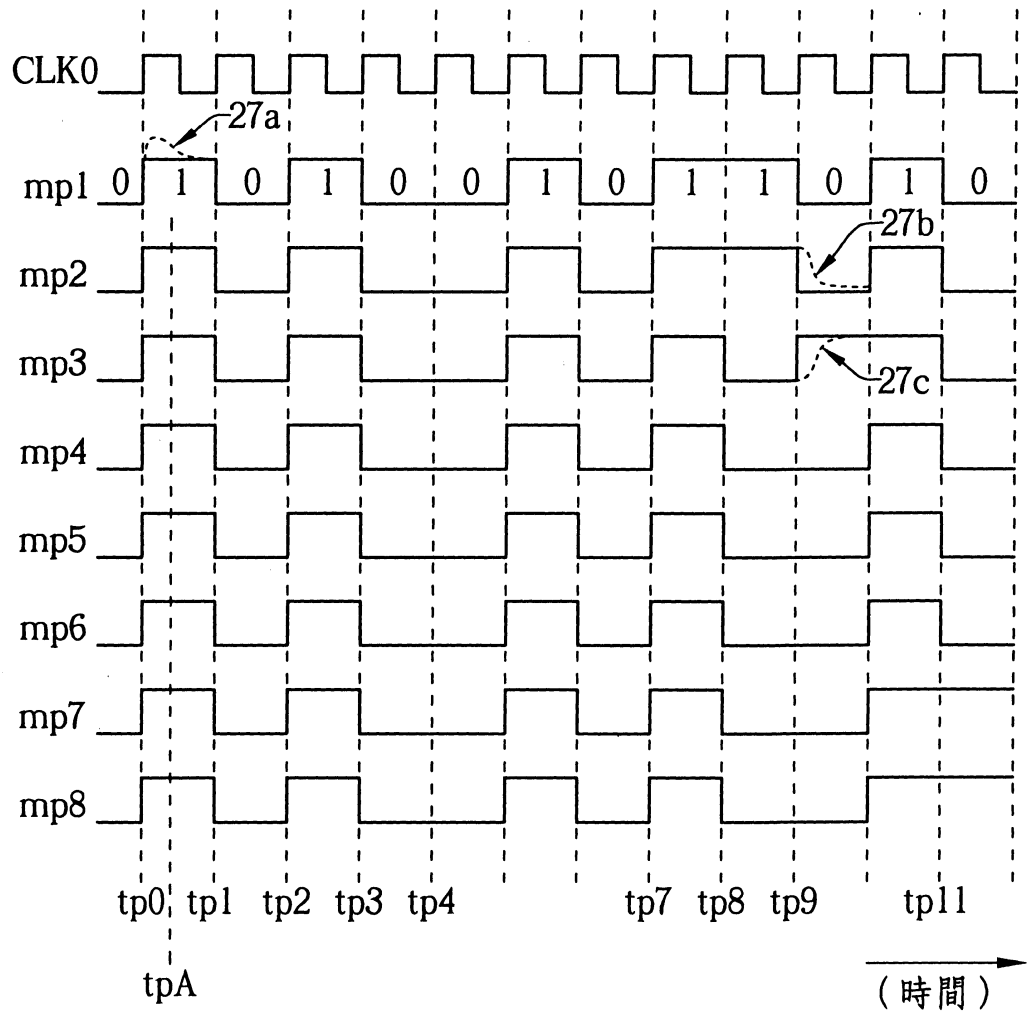 CLK0
27a
mp1 0 1 0 1 0 0 1 0 1 1 0 1 0
27b
mp2
mp3
27c
mp4
mp5
mp6
mp7
mp8
tp0 tp1 tp2 tp3 tp4 tp7 tp8 tp9 tp11
tpA
(時間)